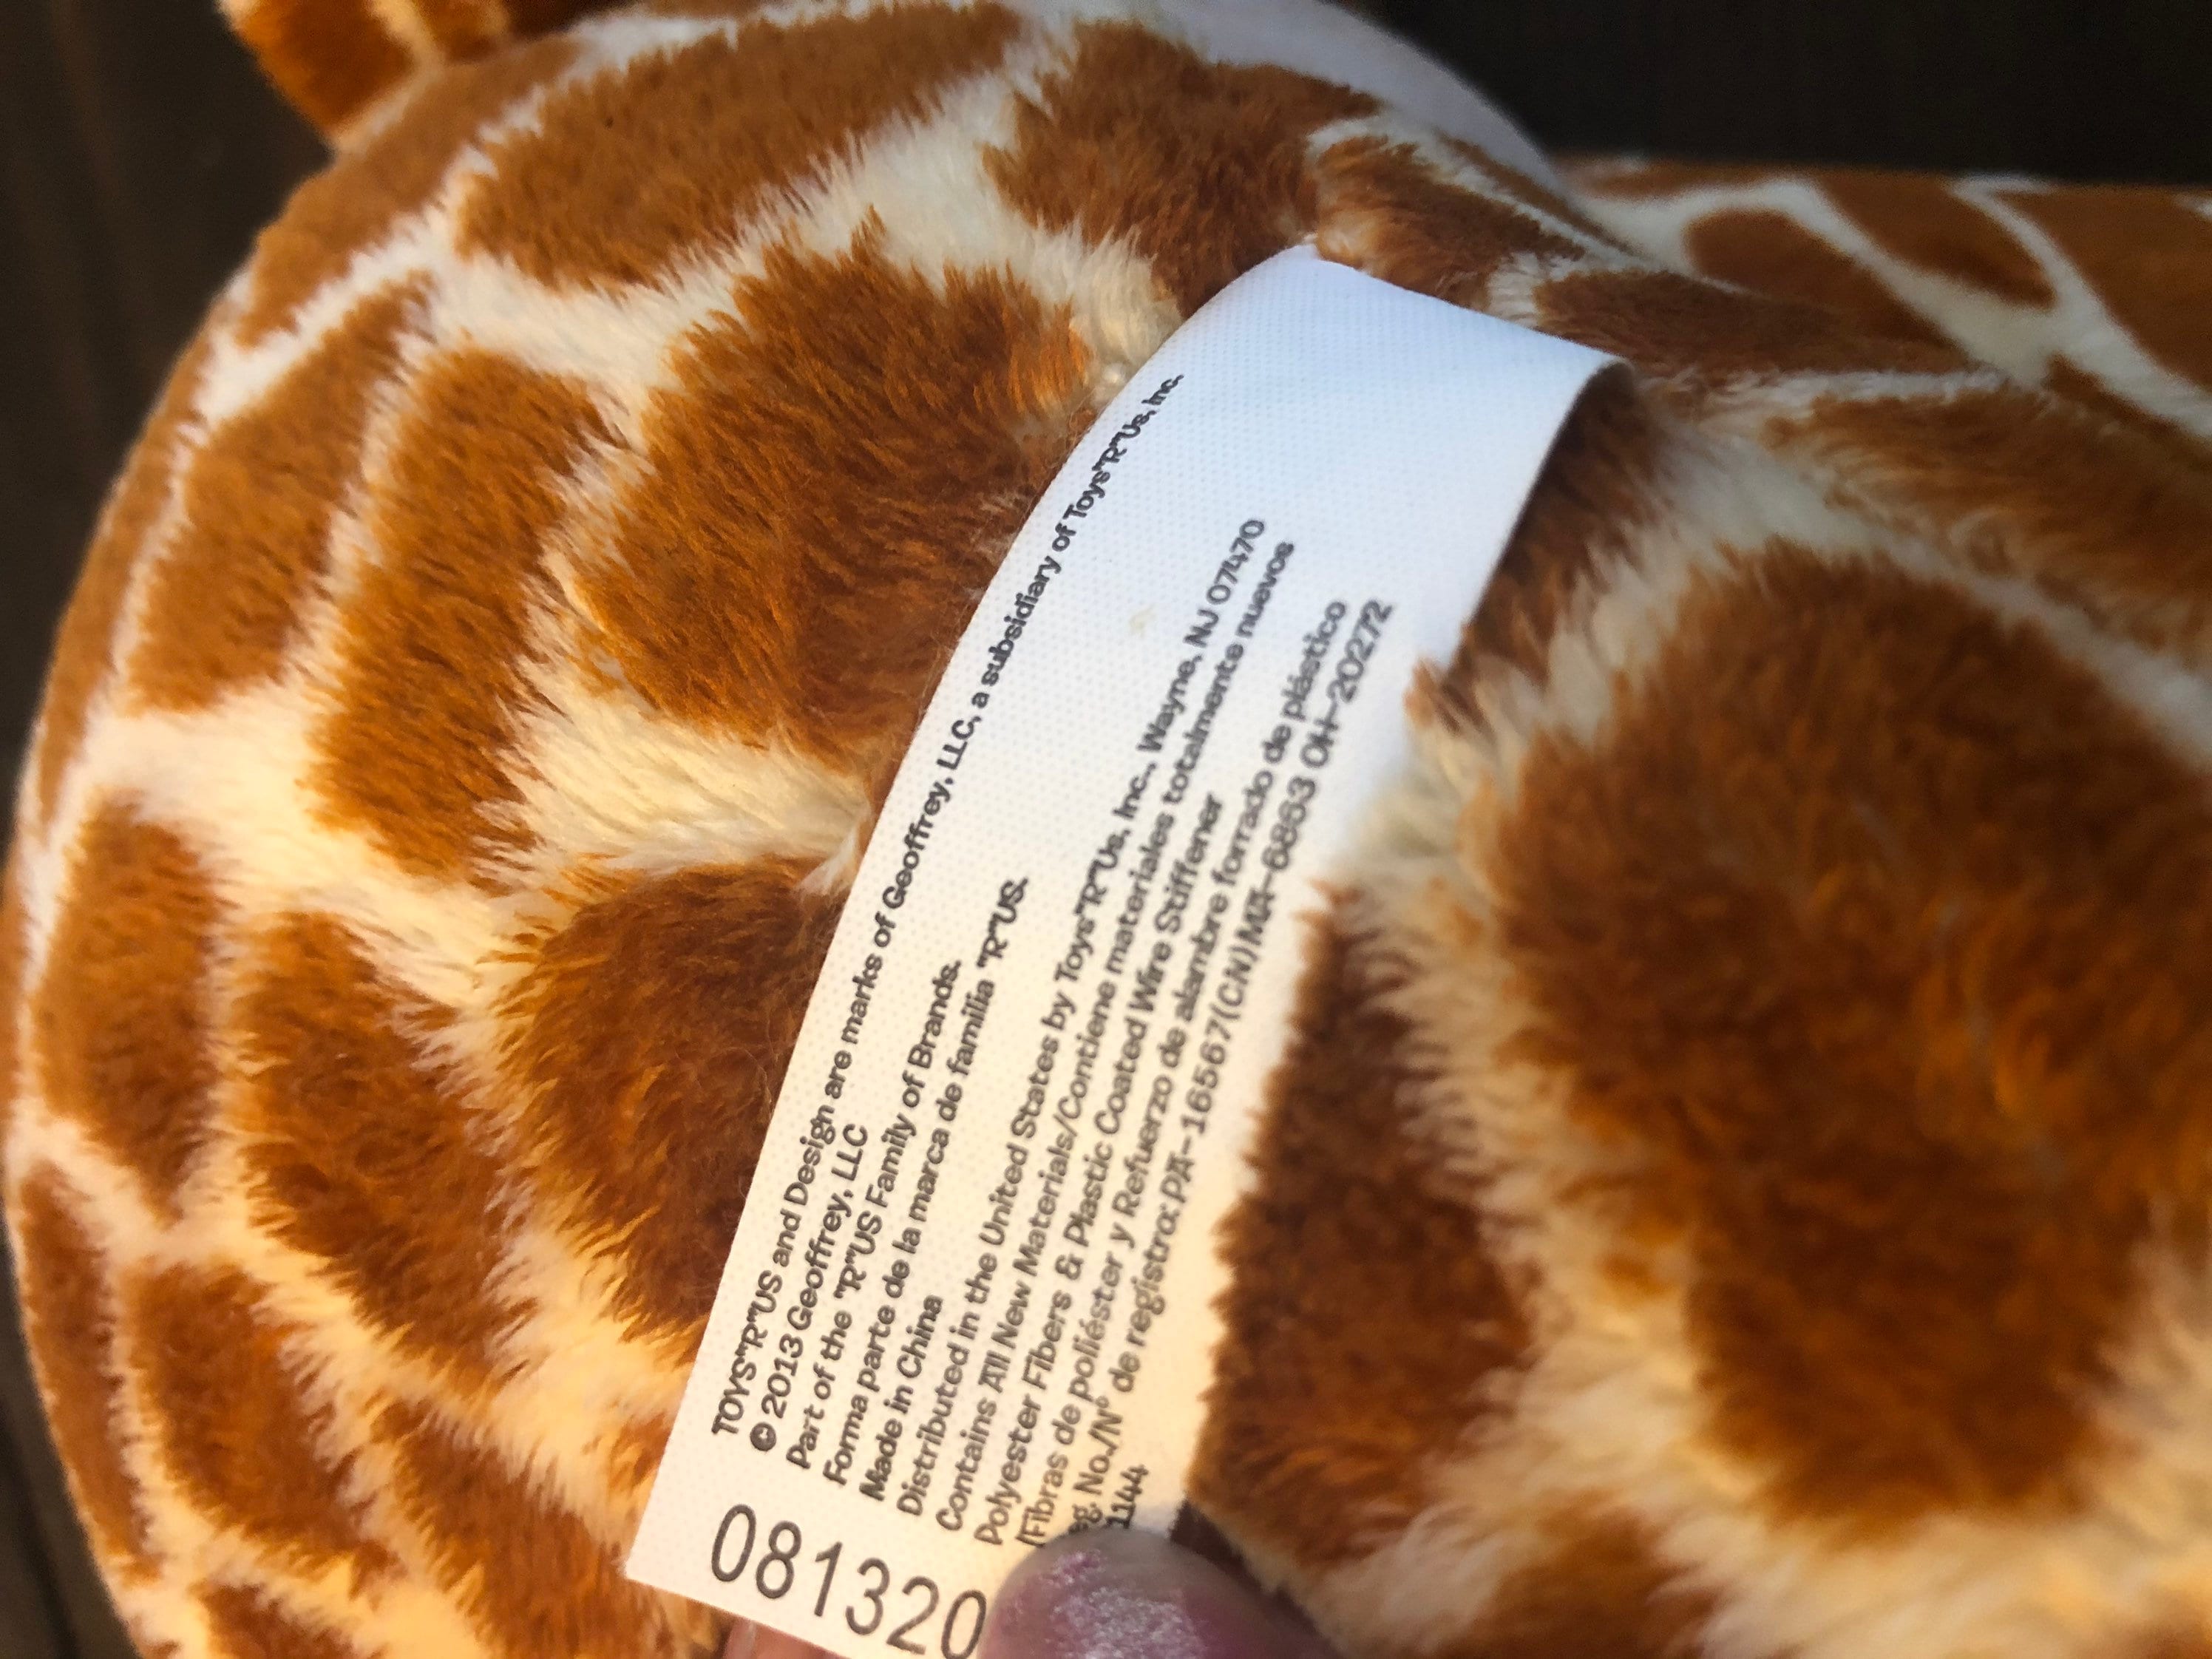 TOYS"R"US and Design are marks of Geoffrey, LLC, a subsidiary of Toys"R"Us, Inc.
© 2013 Geoffrey, LLC
Part of the "R"US Family of Brands.
Forma parte de la marca de familia "R"US.
Made in China
Distributed in the United States by Toys"R"Us, Inc., Wayne, NJ 07470
Contains All New Materials/Contiene materiales totalmente nuevos
Polyester Fibers & Plastic Coated Wire Stiffener
(Fibras de poliéster y Refuerzo de alambre forrado de plástico
eg. No./N° de registro: PA-16567(CN) MA-6863 OH-20272
1144
081320